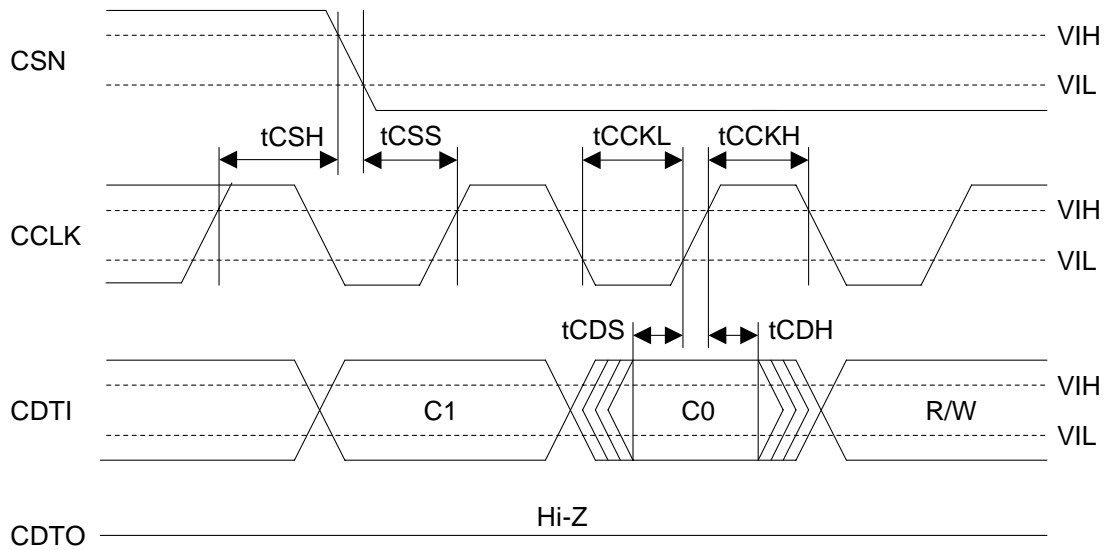 VIH
CSN
VIL
tCSH tCSS tCCKL tCCKH
VIH
CCLK
VIL
tCDS tCDH
VIH
CDTI C1 C0 R/W
VIL
Hi-Z
CDTO